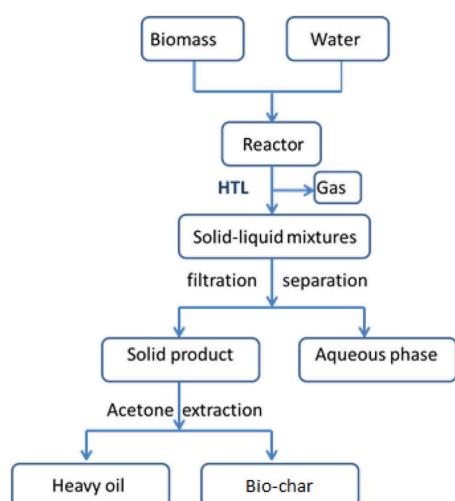 Biomass
Water
Reactor
HTL
Gas
Solid-liquid mixtures
filtration separation
Solid product
Aqueous phase
Acetone extraction
Heavy oil
Bio-char